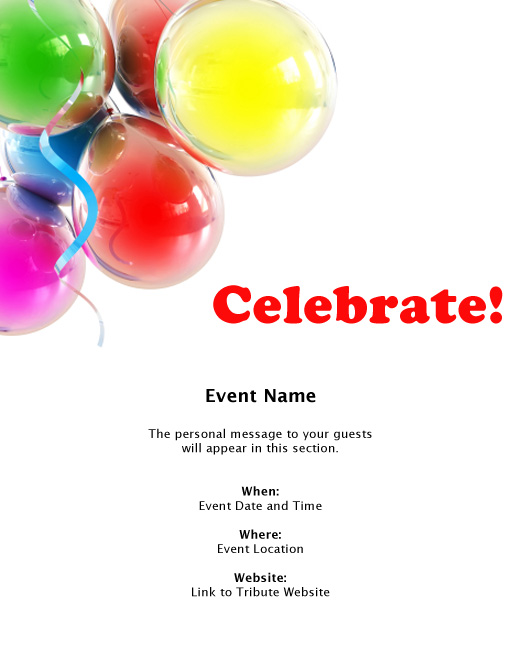 Celebrate!
Event Name
The personal message to your guests
will appear in this section.
When:
Event Date and Time
Where:
Event Location
Website:
Link to Tribute Website